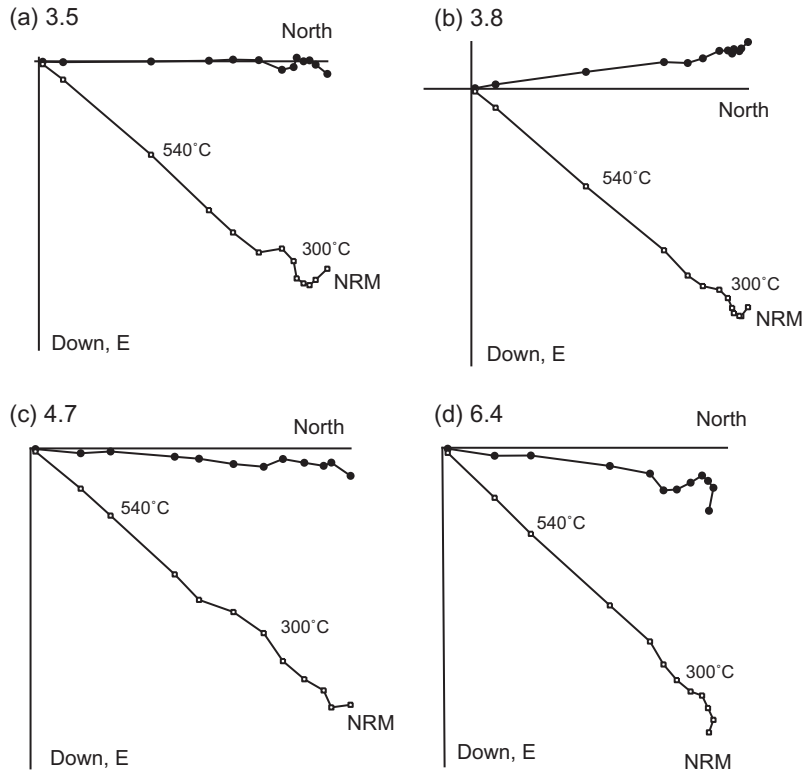 (a) 3.5
North
540˚C
300˚C
NRM
Down, E
(b) 3.8
North
540˚C
300˚C
NRM
Down, E
(c) 4.7
North
540˚C
300˚C
NRM
Down, E
(d) 6.4
North
540˚C
300˚C
Down, E
NRM